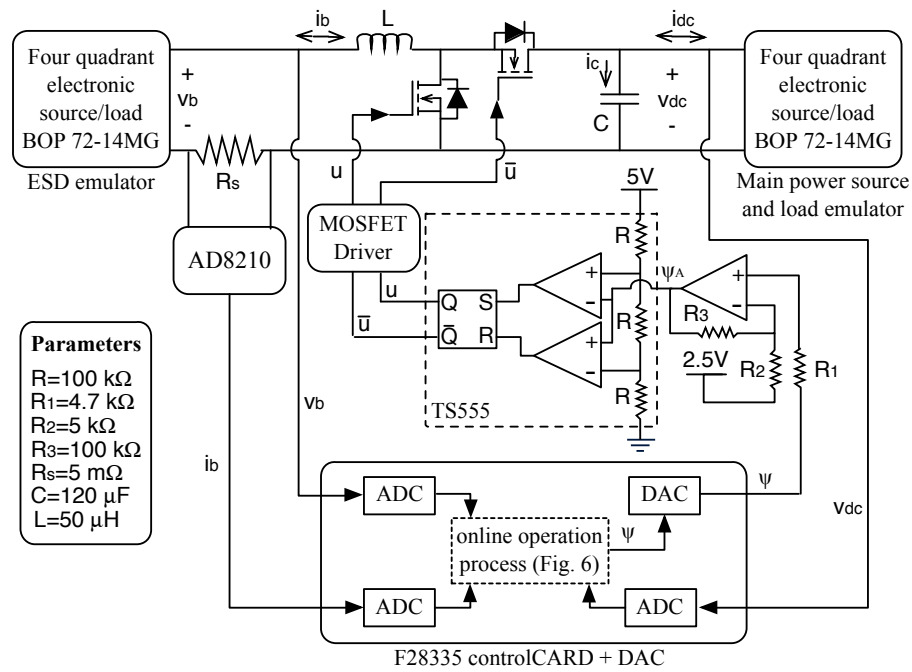 Four quadrant
electronic
source/load
BOP 72-14MG
ESD emulator
+
vb
-
Rs
ib
L
ic
C
idc
+
vdc
-
Four quadrant
electronic
source/load
BOP 72-14MG
Main power source
and load emulator
u
u̅
AD8210
MOSFET
Driver
u
u̅
Q
S
Q̅
R
+
-
+
-
5V
R
R
R
TS555
ψA
+
-
R3
2.5V
R2
R1
Parameters
R=100 kΩ
R1=4.7 kΩ
R2=5 kΩ
R3=100 kΩ
Rs=5 mΩ
C=120 μF
L=50 μH
ib
vb
vdc
ADC
ADC
online operation
process (Fig. 6)
ψ
DAC
ψ
ADC
F28335 controlCARD + DAC